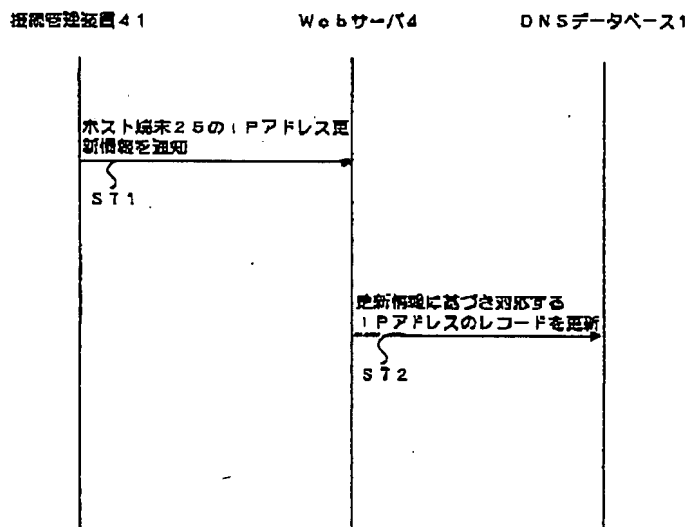 接続管理装置41
Webサーバ4
DNSデータベース1
ホスト端末25のIPアドレス更
新情報を通知
S71
更新情報に基づき対応する
IPアドレスのレコードを更新
S72